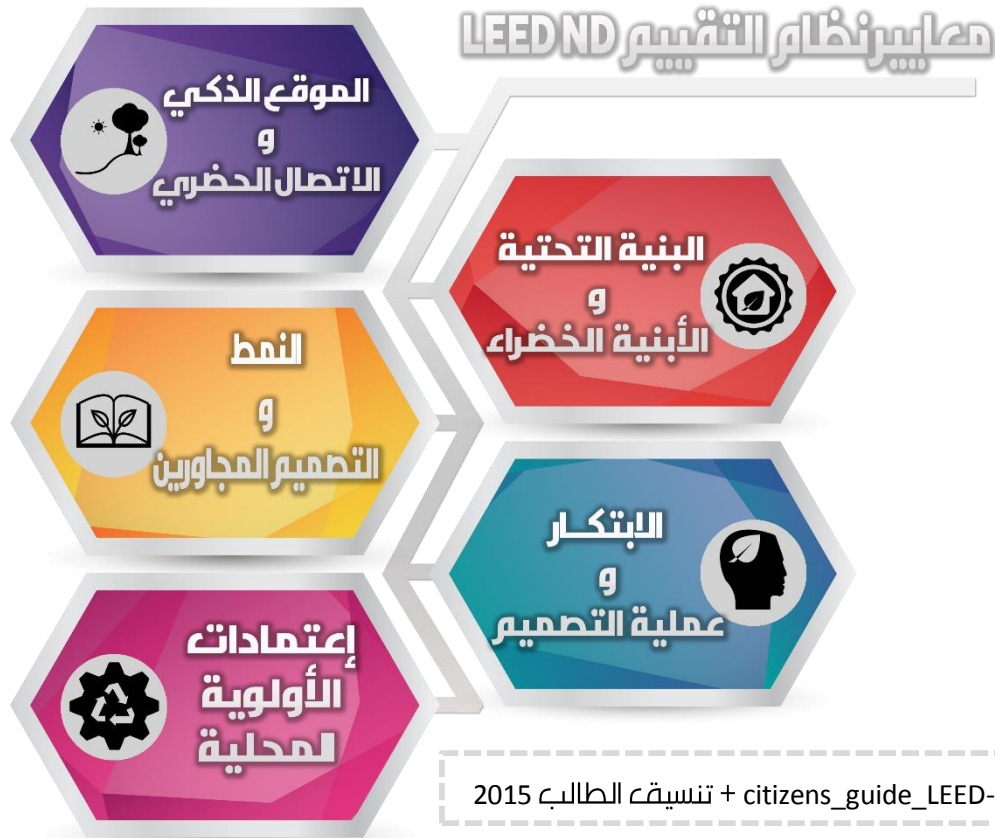 معايير نظام التقييم LEED ND
الموقع الذكي
و
الاتصال الحضري
البنية التحتية
و
الأبنية الخضراء
النمط
و
التصميم المجاورين
الابتكــار
و
عملية التصميم
إعتمادات
الأولوية
لمحلية
citizens_guide_LEED- + تنسيق الطالب 2015